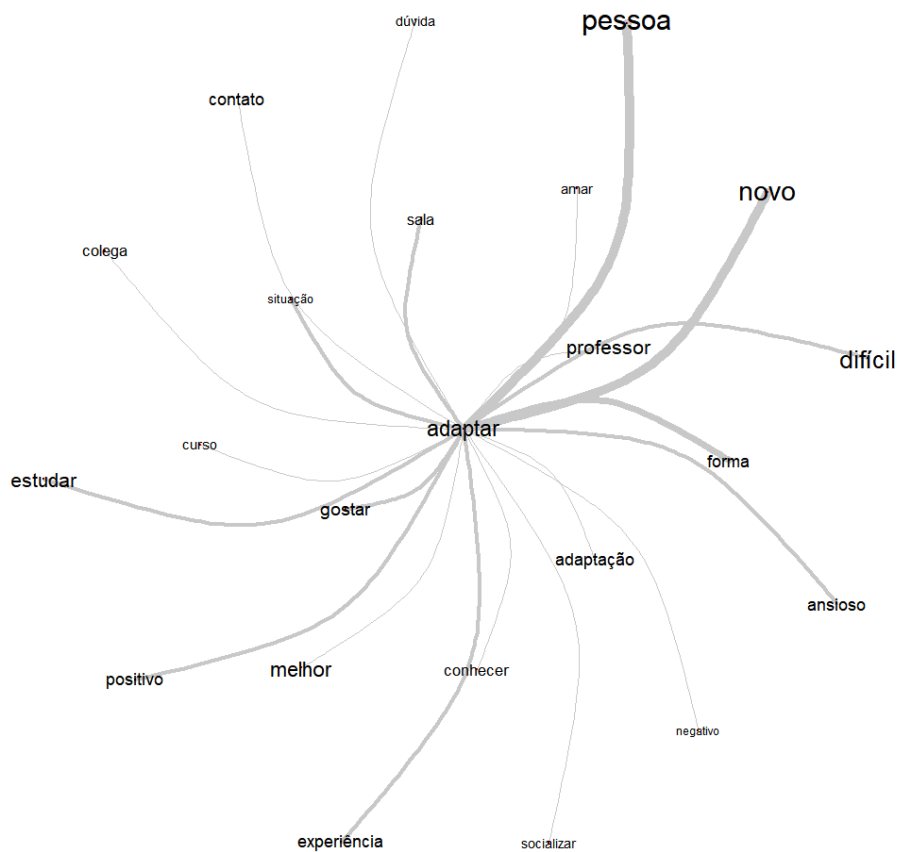 dúvida
pessoa
contato
amar
novo
sala
colega
situação
professor
difícil
adaptar
curso
forma
estudar
gostar
adaptação
ansioso
melhor
conhecer
positivo
negativo
experiência
socializar